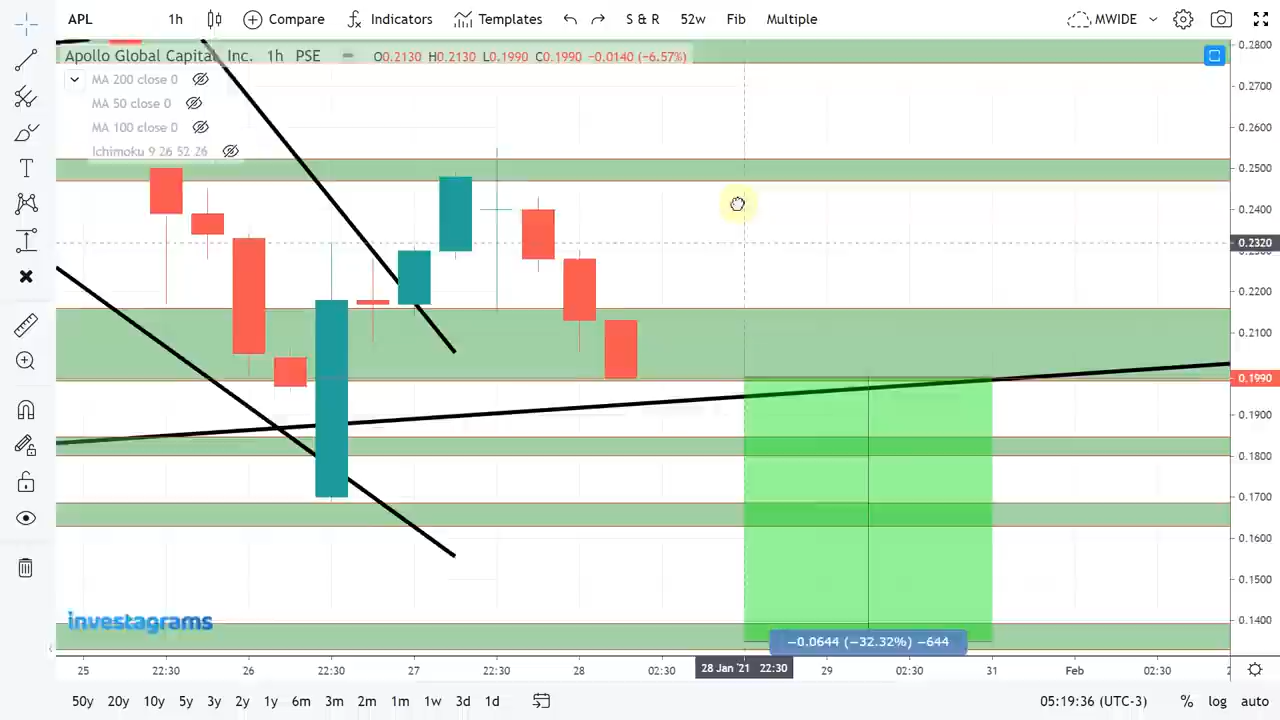 APL 1h Compare Indicators Templates S & R 52w Fib Multiple MWIDE
Apollo Global Capital, Inc. 1h PSE O0.2130 H0.2130 L0.1990 C0.1990 −0.0140 (−6.57%)
MA 200 close 0
MA 50 close 0
MA 100 close 0
Ichimoku 9 26 52 26
0.2800
0.2700
0.2600
0.2500
0.2400
0.2320
0.2200
0.2100
0.1990
0.1900
0.1800
0.1700
0.1600
0.1500
0.1400
investagrams
−0.0644 (−32.32%) −644
25 22:30 26 22:30 27 22:30 28 02:30 28 Jan '21 22:30 29 02:30 31 Feb 02:30
50y 20y 10y 5y 3y 2y 1y 6m 3m 2m 1m 1w 3d 1d 05:19:36 (UTC-3) % log auto